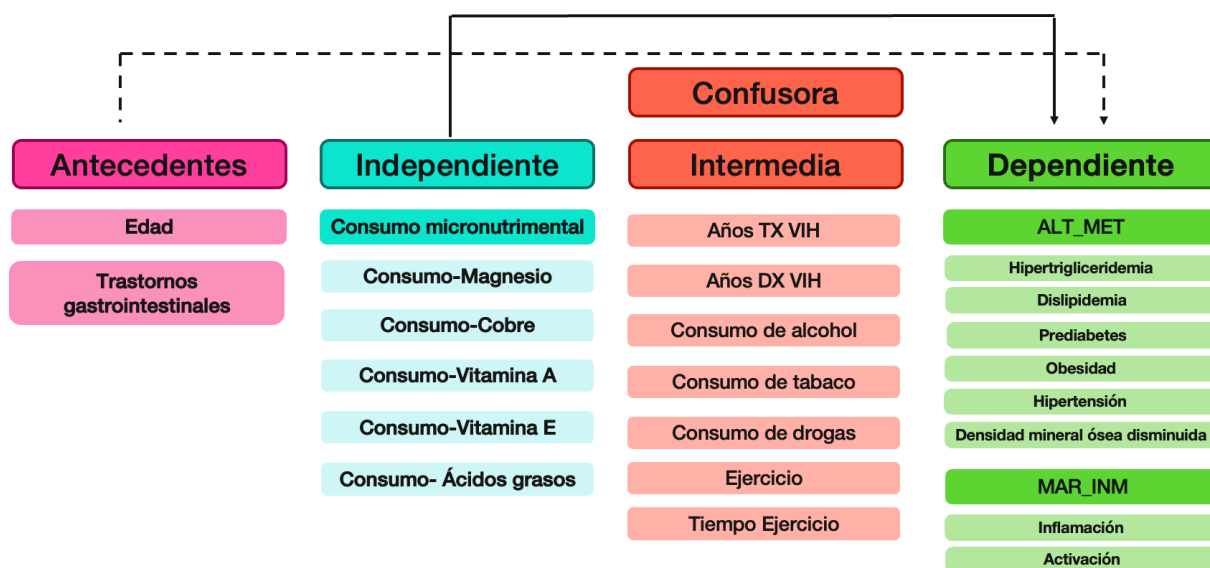 Confusora
Antecedentes
Independiente
Intermedia
Dependiente
Edad
Trastornos
gastrointestinales
Consumo micronutrimental
Consumo-Magnesio
Consumo-Cobre
Consumo-Vitamina A
Consumo-Vitamina E
Consumo- Ácidos grasos
Años TX VIH
Años DX VIH
Consumo de alcohol
Consumo de tabaco
Consumo de drogas
Ejercicio
Tiempo Ejercicio
ALT_MET
Hipertrigliceridemia
Dislipidemia
Prediabetes
Obesidad
Hipertensión
Densidad mineral ósea disminuida
MAR_INM
Inflamación
Activación